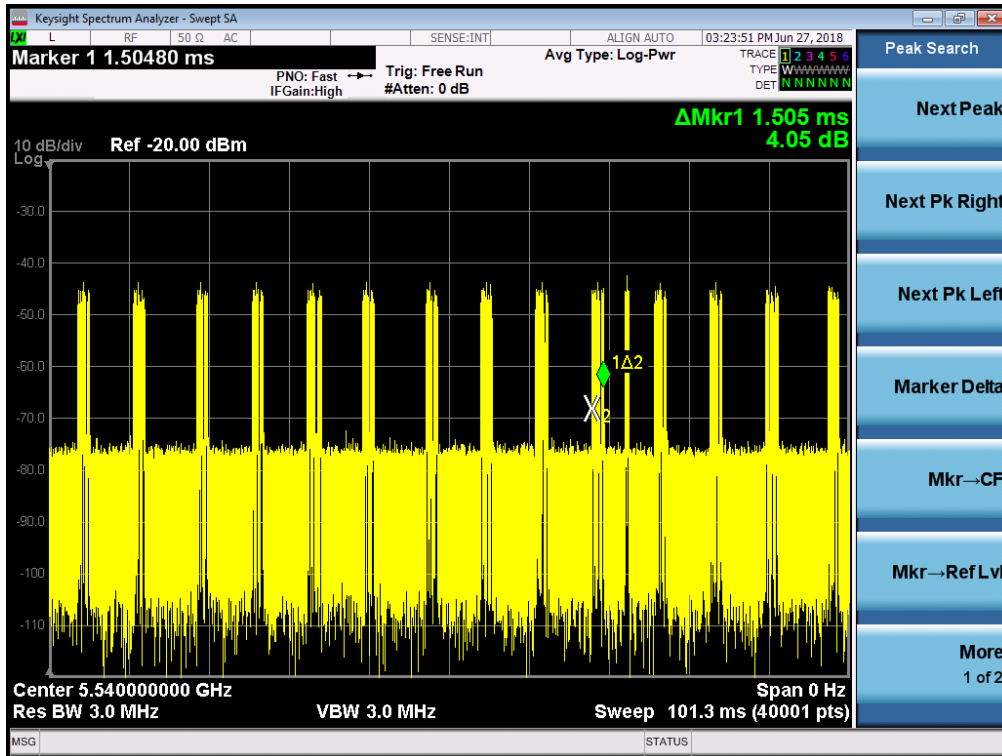 Keysight Spectrum Analyzer - Swept SA
LXI L RF 50 Ω AC SENSE:INT ALIGN AUTO 03:23:51 PM Jun 27, 2018
Marker 1 1.50480 ms
PNO: Fast
IFGain:High
Trig: Free Run
#Atten: 0 dB
Avg Type: Log-Pwr
TRACE 1 2 3 4 5 6
TYPE WWWWWW
DET N N N N N N
ΔMkr1 1.505 ms
4.05 dB
10 dB/div Ref -20.00 dBm
Log
-30.0
-40.0
-50.0
-60.0
-70.0
-80.0
-90.0
-100
-110
1Δ2
X2
Center 5.540000000 GHz Span 0 Hz
Res BW 3.0 MHz VBW 3.0 MHz Sweep 101.3 ms (40001 pts)
MSG STATUS
Peak Search
Next Peak
Next Pk Right
Next Pk Left
Marker Delta
Mkr→CF
Mkr→Ref Lvl
More
1 of 2